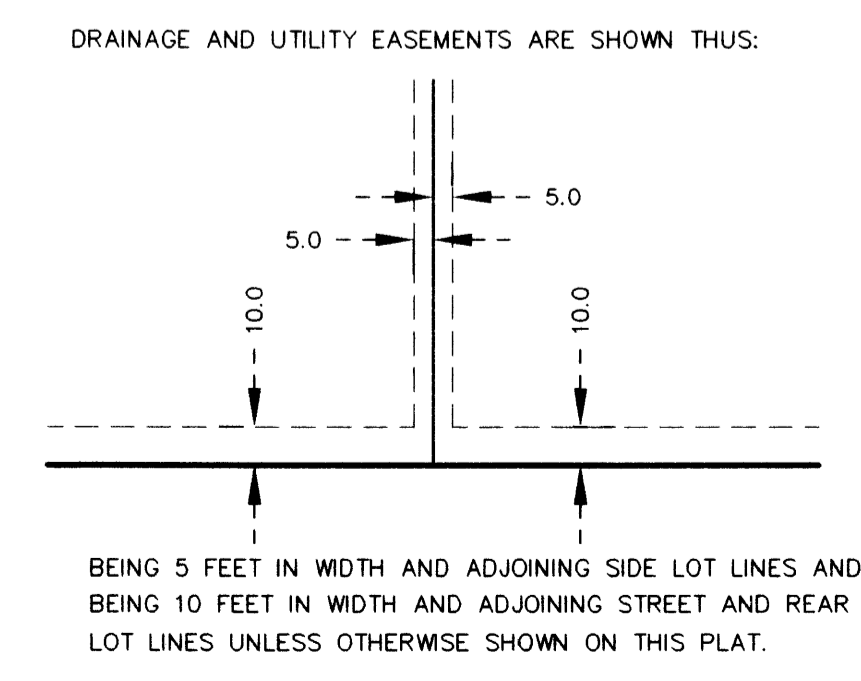 DRAINAGE AND UTILITY EASEMENTS ARE SHOWN THUS:
5.0
5.0
10.0
10.0
BEING 5 FEET IN WIDTH AND ADJOINING SIDE LOT LINES AND
BEING 10 FEET IN WIDTH AND ADJOINING STREET AND REAR
LOT LINES UNLESS OTHERWISE SHOWN ON THIS PLAT.